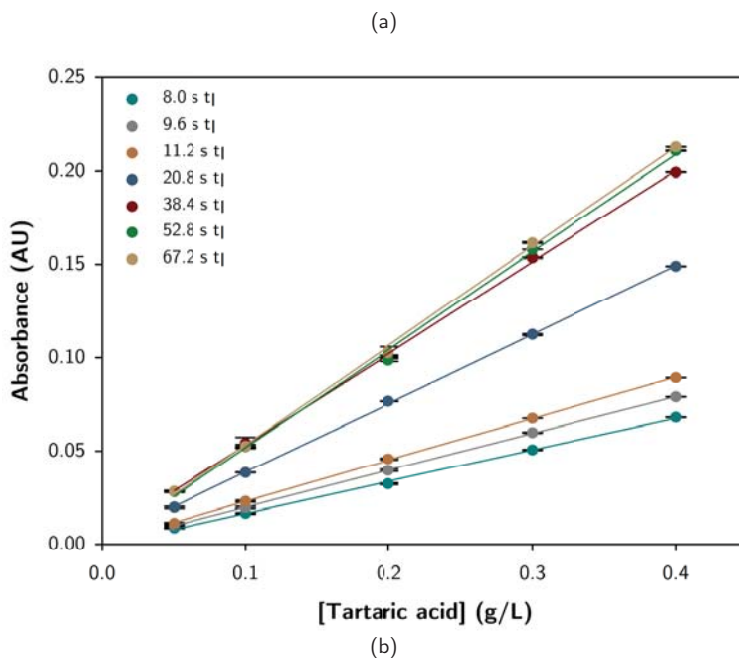 (a)
0.25
0.20
0.15
0.10
0.05
0.00
Absorbance (AU)
8.0 s t|
9.6 s t|
11.2 s t|
20.8 s t|
38.4 s t|
52.8 s t|
67.2 s t|
0.0 0.1 0.2 0.3 0.4
[Tartaric acid] (g/L)
(b)